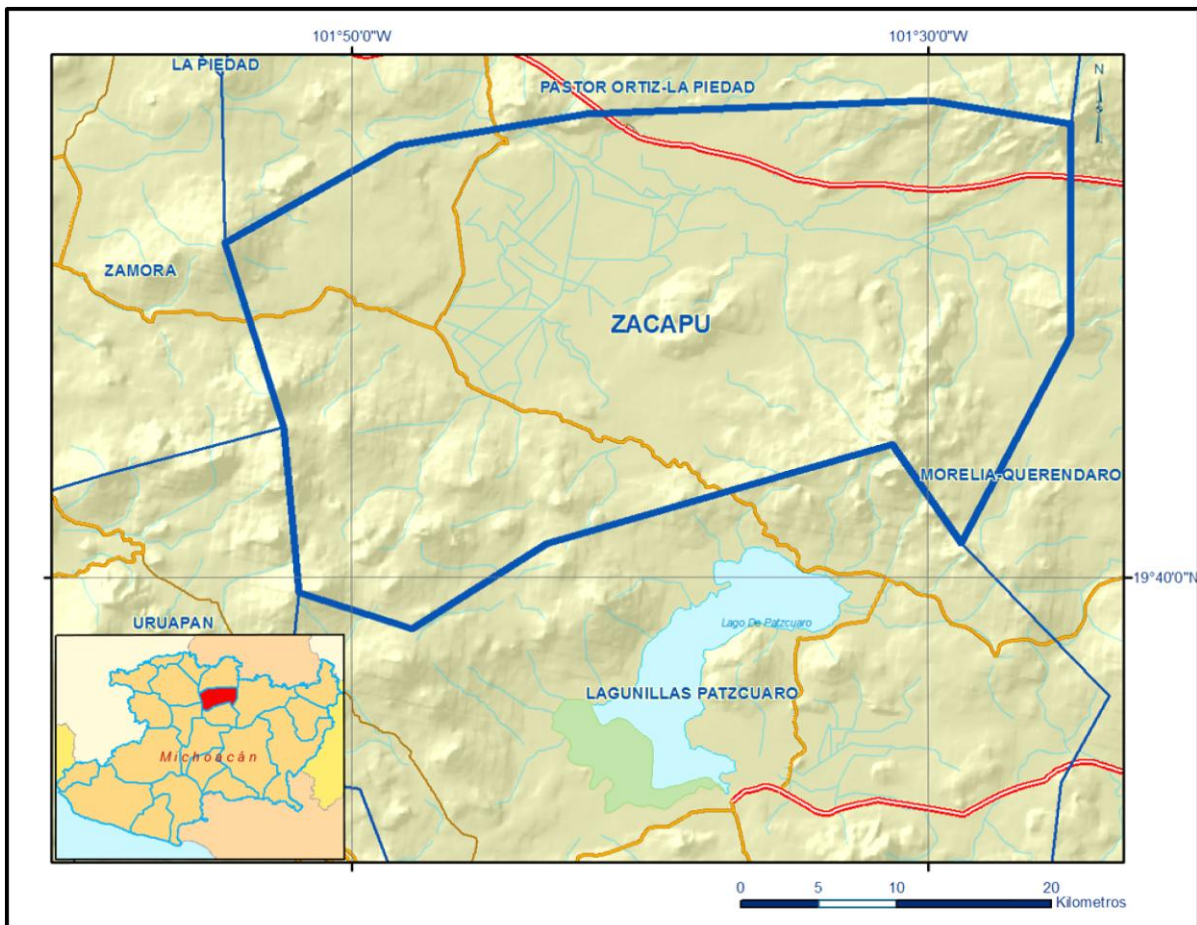 101°50'0"W
101°30'0"W
LA PIEDAD
N
PASTOR ORTIZ-LA PIEDAD
ZAMORA
ZACAPU
MORELIA-QUERENDARO
19°40'0"N
URUAPAN
Lago De Patzcuaro
LAGUNILLAS PATZCUARO
Michoacán
0 5 10 20
Kilometros